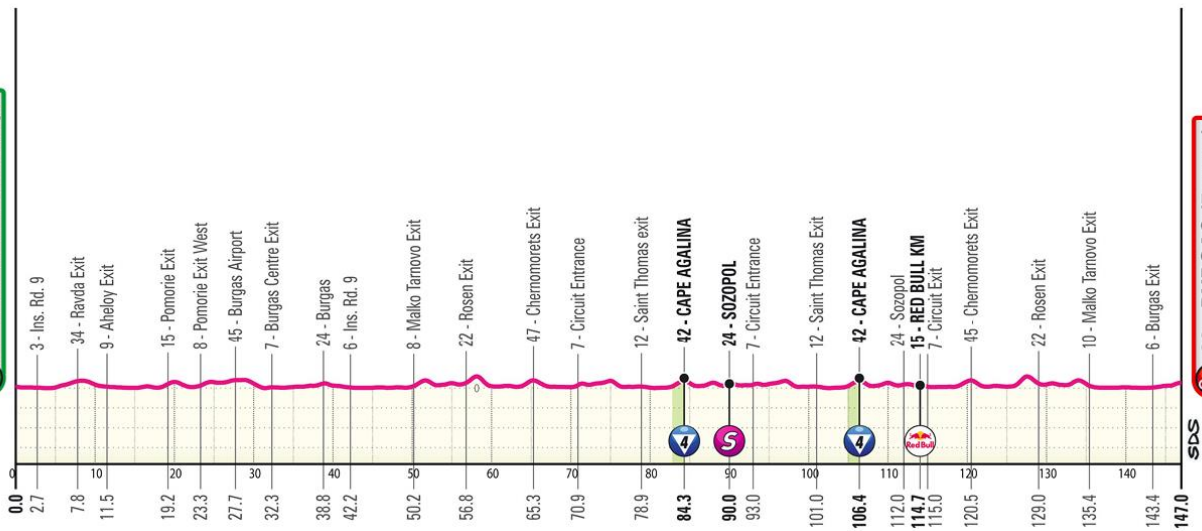 3 - Ins. Rd. 9
34 - Ravda Exit
9 - Aheloy Exit
15 - Pomorie Exit
8 - Pomorie Exit West
45 - Burgas Airport
7 - Burgas Centre Exit
24 - Burgas
6 - Ins. Rd. 9
8 - Malko Tarnovo Exit
22 - Rosen Exit
47 - Chernomorets Exit
7 - Circuit Entrance
12 - Saint Thomas exit
42 - CAPE AGALINA
24 - SOZOPOL
7 - Circuit Entrance
12 - Saint Thomas Exit
42 - CAPE AGALINA
24 - Sozopol
15 - RED BULL KM
7 - Circuit Exit
45 - Chernomorets Exit
22 - Rosen Exit
10 - Malko Tarnovo Exit
6 - Burgas Exit
0
4
S
4
Red Bull
SDS
0 10 20 30 40 50 60 70 80 90 100 110 120 130 140
0.0 2.7 7.8 11.5 19.2 23.3 27.7 32.3 38.8 42.2 50.2 56.8 65.3 70.9 78.9 84.3 90.0 93.0 101.0 106.4 112.0 114.7 115.0 120.5 129.0 135.4 143.4 147.0